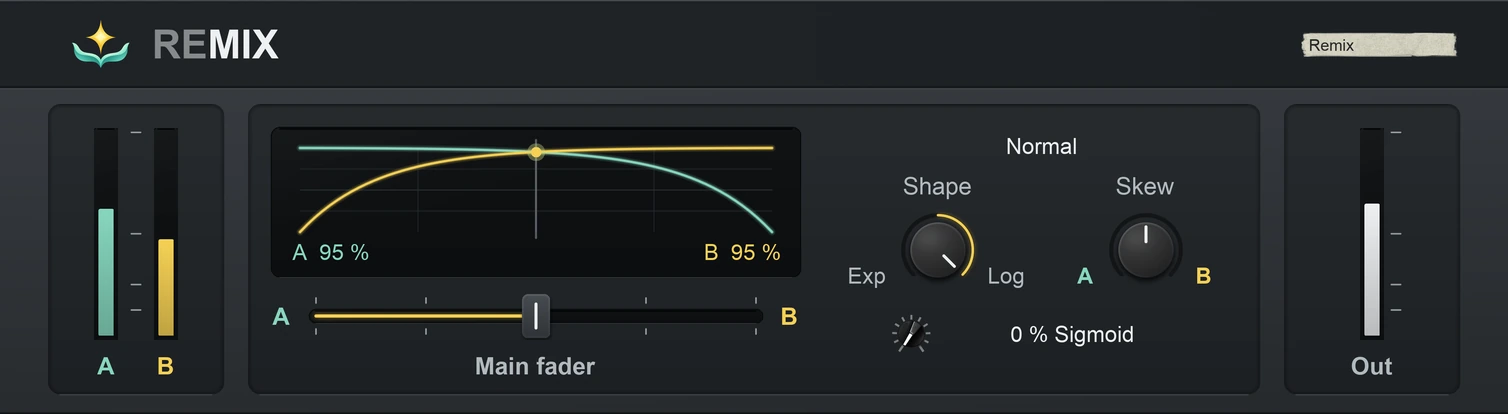 REMIX
Remix
A B
A 95 % B 95 %
A B
Main fader
Normal
Shape Skew
Exp Log A B
0 % Sigmoid
Out